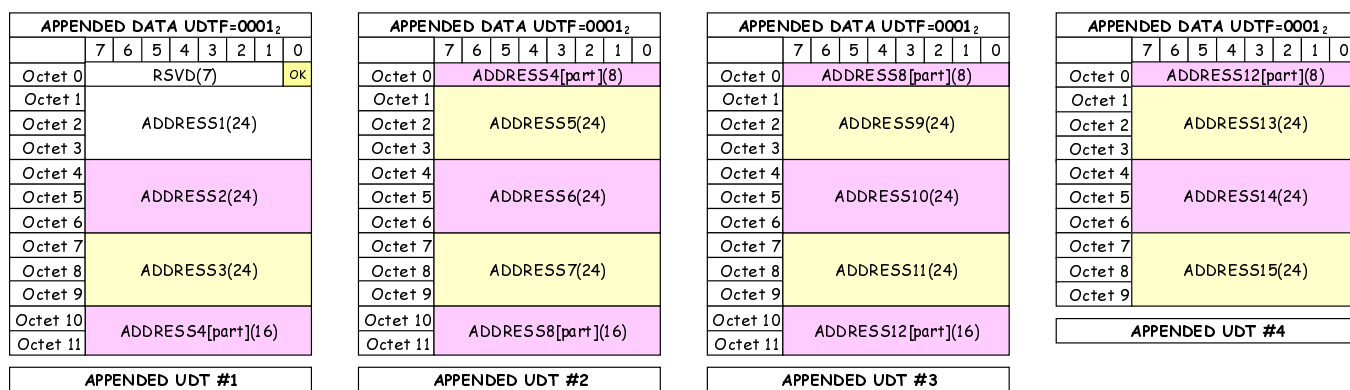 APPENDED DATA UDTF=0001₂
7 6 5 4 3 2 1 0
Octet 0 RSVD(7) OK
Octet 1
Octet 2 ADDRESS1(24)
Octet 3
Octet 4
Octet 5 ADDRESS2(24)
Octet 6
Octet 7
Octet 8 ADDRESS3(24)
Octet 9
Octet 10
ADDRESS4[part](16)
Octet 11
APPENDED UDT #1
APPENDED DATA UDTF=0001₂
7 6 5 4 3 2 1 0
Octet 0 ADDRESS4[part](8)
Octet 1
Octet 2 ADDRESS5(24)
Octet 3
Octet 4
Octet 5 ADDRESS6(24)
Octet 6
Octet 7
Octet 8 ADDRESS7(24)
Octet 9
Octet 10
ADDRESS8[part](16)
Octet 11
APPENDED UDT #2
APPENDED DATA UDTF=0001₂
7 6 5 4 3 2 1 0
Octet 0 ADDRESS8[part](8)
Octet 1
Octet 2 ADDRESS9(24)
Octet 3
Octet 4
Octet 5 ADDRESS10(24)
Octet 6
Octet 7
Octet 8 ADDRESS11(24)
Octet 9
Octet 10
ADDRESS12[part](16)
Octet 11
APPENDED UDT #3
APPENDED DATA UDTF=0001₂
7 6 5 4 3 2 1 0
Octet 0 ADDRESS12[part](8)
Octet 1
Octet 2 ADDRESS13(24)
Octet 3
Octet 4
Octet 5 ADDRESS14(24)
Octet 6
Octet 7
Octet 8 ADDRESS15(24)
Octet 9
APPENDED UDT #4